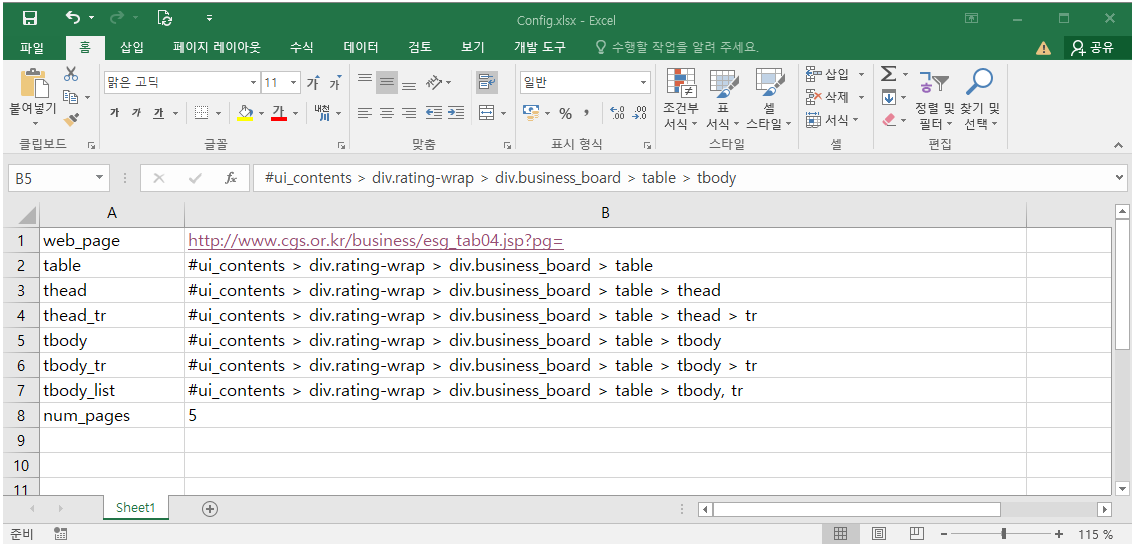 Config.xlsx - Excel
파일 홈 삽입 페이지 레이아웃 수식 데이터 검토 보기 개발 도구 수행할 작업을 알려 주세요. 공유
붙여넣기
맑은 고딕 11 가 가
가 가 가 가 내천
일반
% ,
조건부 서식
표 서식
셀 스타일
삽입
삭제
서식
정렬 및 필터
찾기 및 선택
클립보드 글꼴 맞춤 표시 형식 스타일 셀 편집
B5 fx #ui_contents > div.rating-wrap > div.business_board > table > tbody
A B
1 web_page http://www.cgs.or.kr/business/esg_tab04.jsp?pg=
2 table #ui_contents > div.rating-wrap > div.business_board > table
3 thead #ui_contents > div.rating-wrap > div.business_board > table > thead
4 thead_tr #ui_contents > div.rating-wrap > div.business_board > table > thead > tr
5 tbody #ui_contents > div.rating-wrap > div.business_board > table > tbody
6 tbody_tr #ui_contents > div.rating-wrap > div.business_board > table > tbody > tr
7 tbody_list #ui_contents > div.rating-wrap > div.business_board > table > tbody, tr
8 num_pages 5
9
10
11
Sheet1
준비 115 %